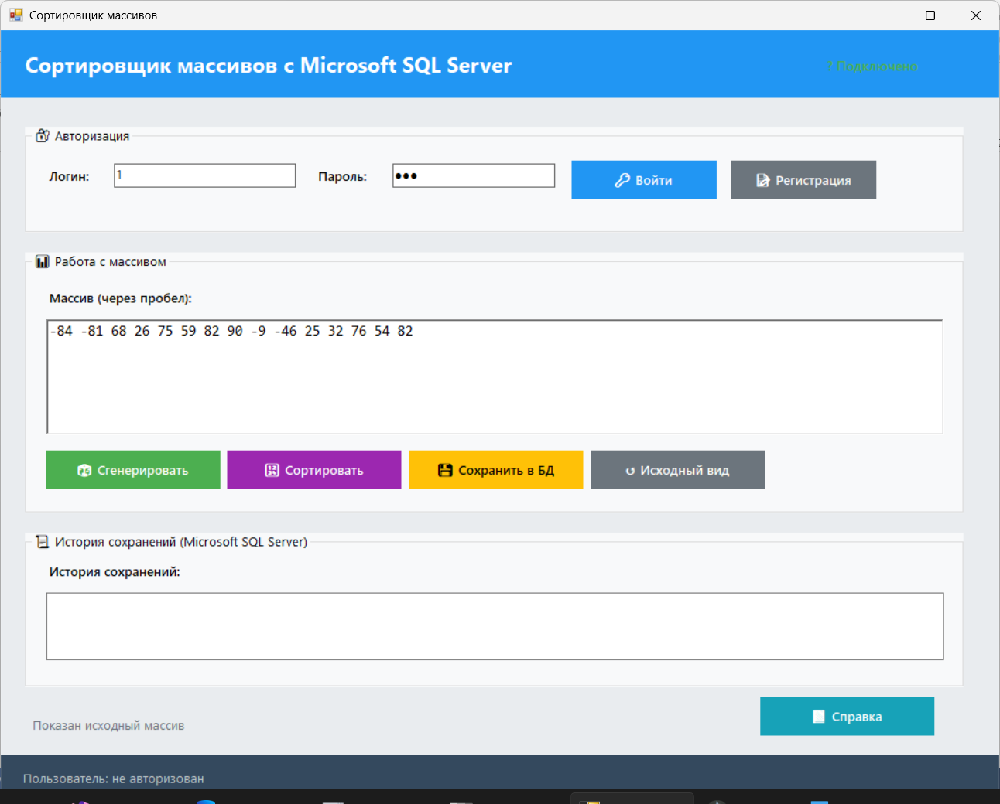 Сортировщик массивов
Сортировщик массивов с Microsoft SQL Server
? Подключено
Авторизация
Логин: 1 Пароль: ●●● Войти Регистрация
Работа с массивом
Массив (через пробел):
-84 -81 68 26 75 59 82 90 -9 -46 25 32 76 54 82
Сгенерировать Сортировать Сохранить в БД Исходный вид
История сохранений (Microsoft SQL Server)
История сохранений:
Справка
Показан исходный массив
Пользователь: не авторизован